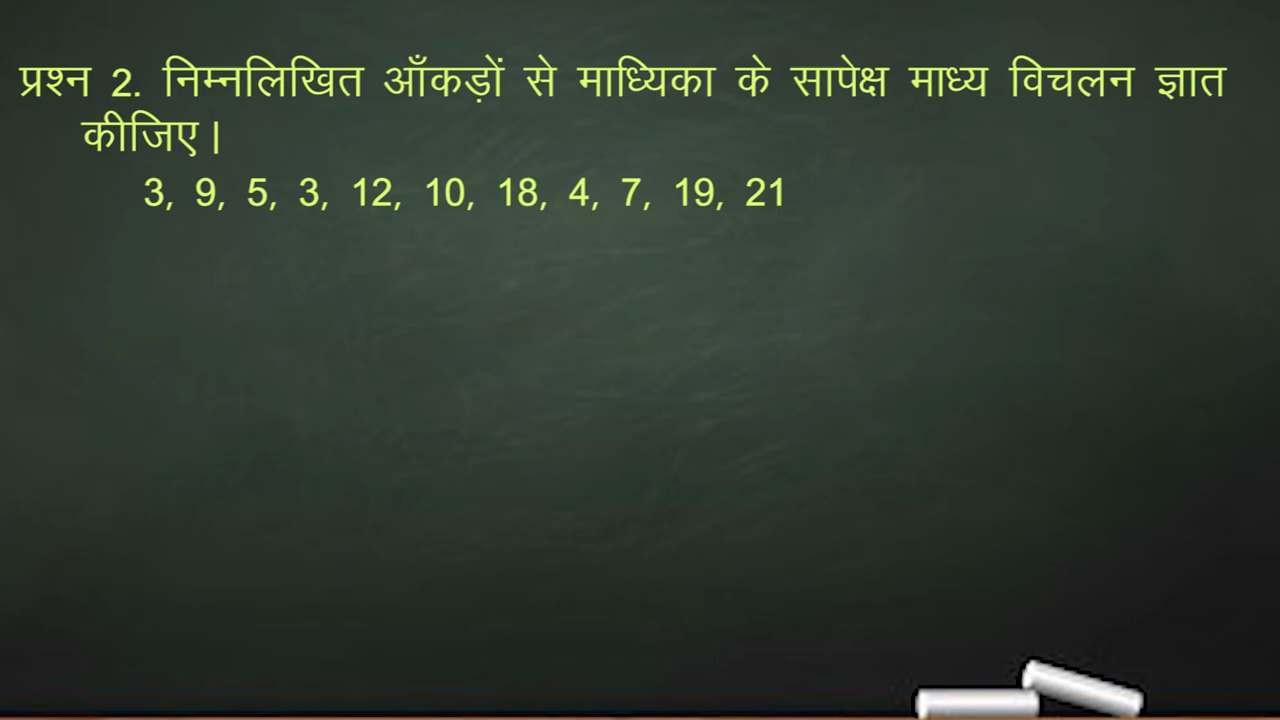 प्रश्न 2. निम्नलिखित आँकड़ों से माध्यिका के सापेक्ष माध्य विचलन ज्ञात
कीजिए।
3, 9, 5, 3, 12, 10, 18, 4, 7, 19, 21